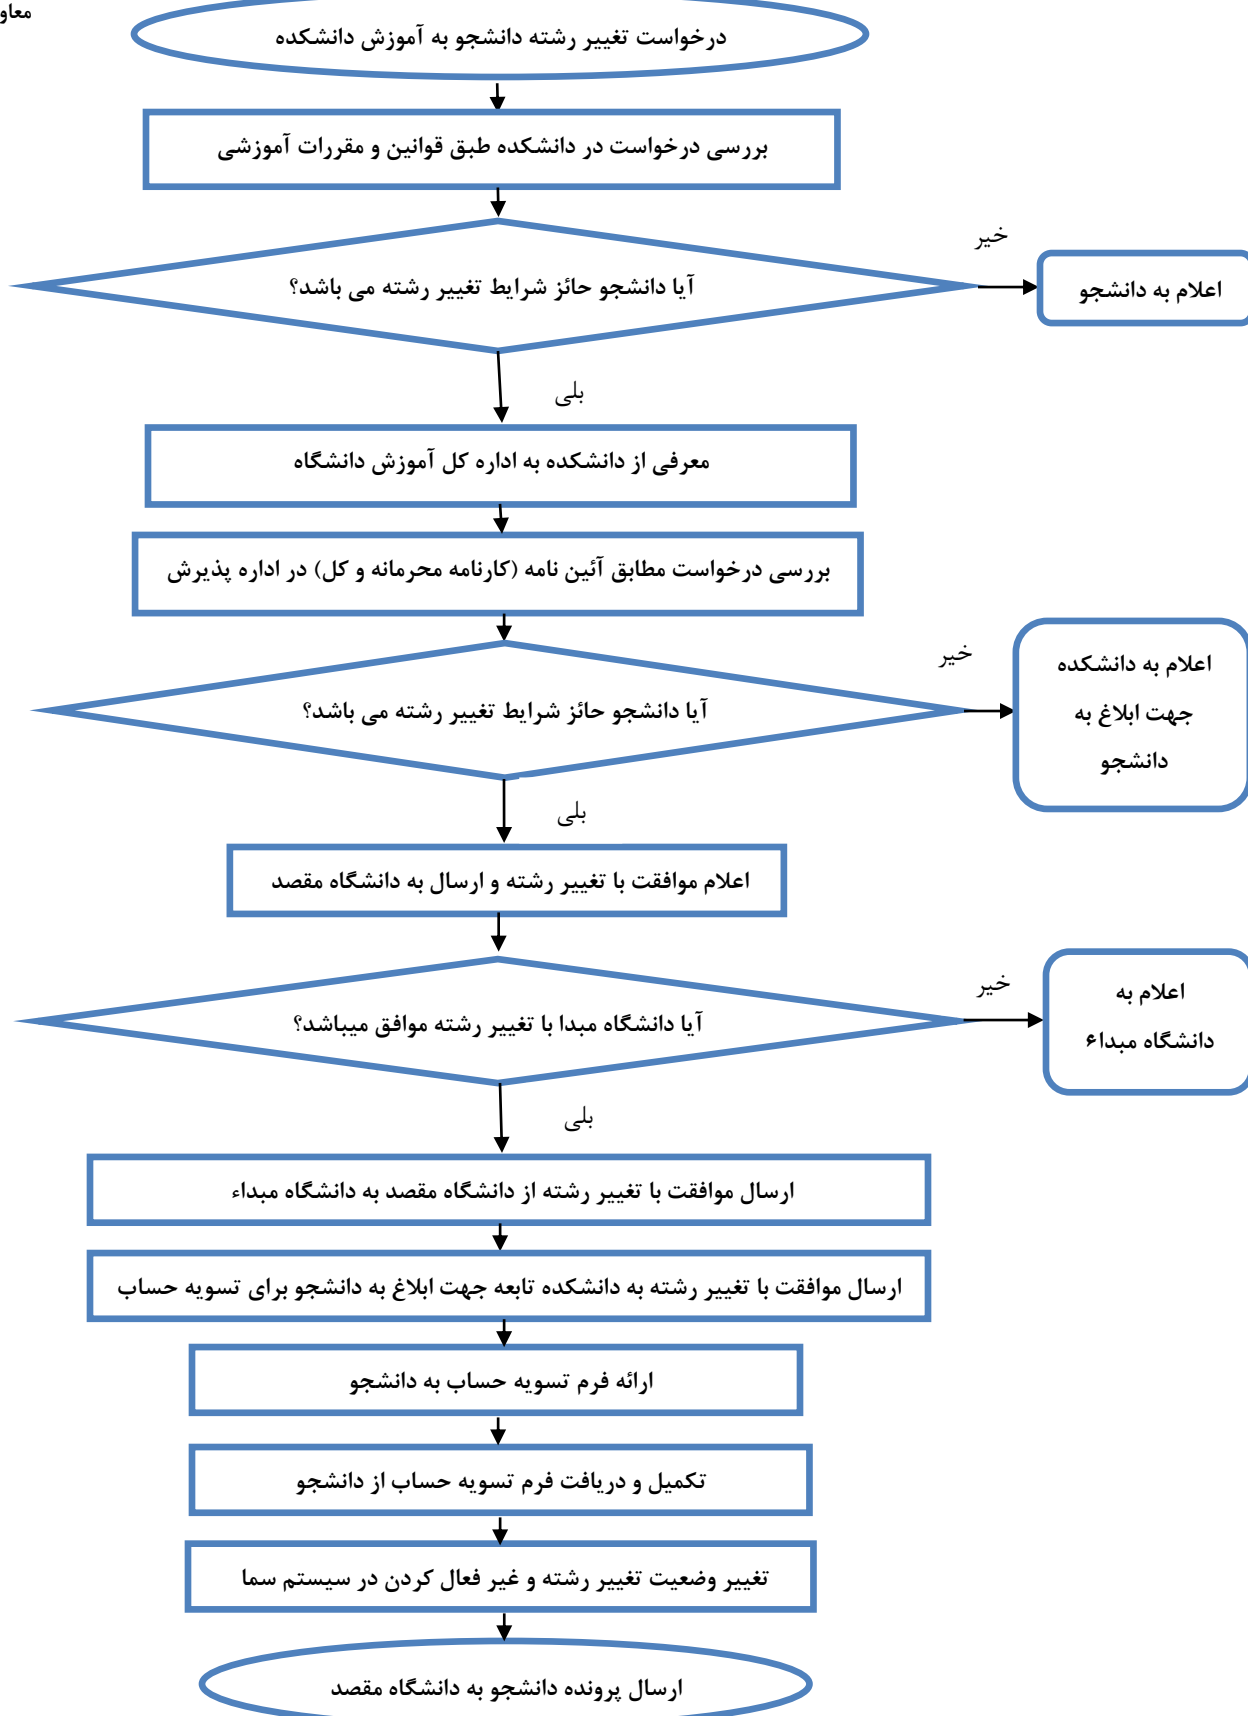 درخواست تغییر رشته دانشجو به آموزش دانشکده
بررسی درخواست در دانشکده طبق قوانین و مقررات آموزشی
آیا دانشجو حائز شرایط تغییر رشته می باشد؟
خیر
اعلام به دانشجو
بلی
معرفی از دانشکده به اداره کل آموزش دانشگاه
بررسی درخواست مطابق آئین نامه (کارنامه محرمانه و کل) در اداره پذیرش
آیا دانشجو حائز شرایط تغییر رشته می باشد؟
خیر
اعلام به دانشکده
جهت ابلاغ به
دانشجو
بلی
اعلام موافقت با تغییر رشته و ارسال به دانشگاه مقصد
آیا دانشگاه مبدا با تغییر رشته موافق میباشد؟
خیر
اعلام به
دانشگاه مبداء
بلی
ارسال موافقت با تغییر رشته از دانشگاه مقصد به دانشگاه مبداء
ارسال موافقت با تغییر رشته به دانشکده تابعه جهت ابلاغ به دانشجو برای تسویه حساب
ارائه فرم تسویه حساب به دانشجو
تکمیل و دریافت فرم تسویه حساب از دانشجو
تغییر وضعیت تغییر رشته و غیر فعال کردن در سیستم سما
ارسال پرونده دانشجو به دانشگاه مقصد